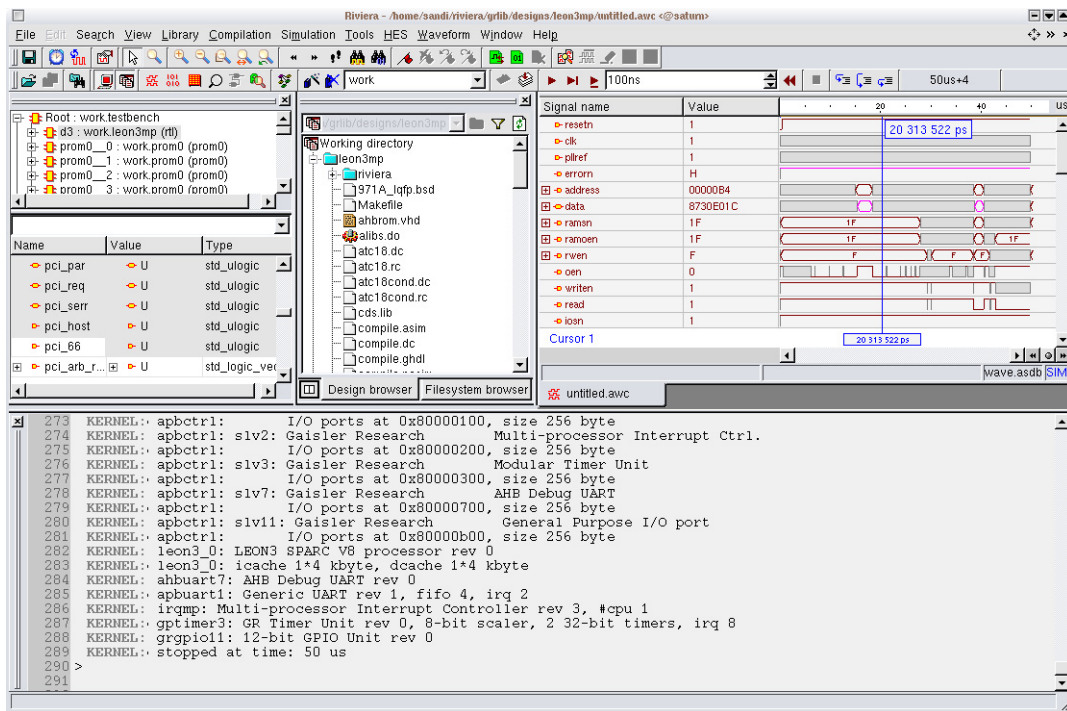 Riviera - /home/sandi/riviera/grlib/designs/leon3mp/untitled.awc <@saturn>
File Edit Search View Library Compilation Simulation Tools HES Waveform Window Help
work
100ns
50us+4
Root : work.testbench
d3 : work.leon3mp (rtl)
prom0__0 : work.prom0 (prom0)
prom0__1 : work.prom0 (prom0)
prom0__2 : work.prom0 (prom0)
prom0 3 : work.prom0 (prom0)
Name Value Type
pci_par U std_ulogic
pci_req U std_ulogic
pci_serr U std_ulogic
pci_host U std_ulogic
pci_66 U std_ulogic
pci_arb_r... U std_logic_vec
/grlib/designs/leon3mp
Working directory
leon3mp
riviera
971A_lqfp.bsd
Makefile
ahbrom.vhd
alibs.do
atc18.dc
atc18.rc
atc18cond.dc
atc18cond.rc
cds.lib
compile.asim
compile.dc
compile.ghdl
Design browser Filesystem browser
Signal name Value 20 40 us
20 313 522 ps
resetn 1
clk 1
pllref 1
errorn H
address 00000B4
data 8730E01C
ramsn 1F 1F
ramoen 1F 1F 1F
rwen F F F F
oen 0
writen 1
read 1
iosn 1
Cursor 1 20 313 522 ps
wave.asdb SIM
untitled.awc
273 KERNEL: apbctrl: I/O ports at 0x80000100, size 256 byte
274 KERNEL: apbctrl: slv2: Gaisler Research Multi-processor Interrupt Ctrl.
275 KERNEL: apbctrl: I/O ports at 0x80000200, size 256 byte
276 KERNEL: apbctrl: slv3: Gaisler Research Modular Timer Unit
277 KERNEL: apbctrl: I/O ports at 0x80000300, size 256 byte
278 KERNEL: apbctrl: slv7: Gaisler Research AHB Debug UART
279 KERNEL: apbctrl: I/O ports at 0x80000700, size 256 byte
280 KERNEL: apbctrl: slv11: Gaisler Research General Purpose I/O port
281 KERNEL: apbctrl: I/O ports at 0x80000b00, size 256 byte
282 KERNEL: leon3_0: LEON3 SPARC V8 processor rev 0
283 KERNEL: leon3_0: icache 1*4 kbyte, dcache 1*4 kbyte
284 KERNEL: ahbuart7: AHB Debug UART rev 0
285 KERNEL: apbuart1: Generic UART rev 1, fifo 4, irq 2
286 KERNEL: irqmp: Multi-processor Interrupt Controller rev 3, #cpu 1
287 KERNEL: gptimer3: GR Timer Unit rev 0, 8-bit scaler, 2 32-bit timers, irq 8
288 KERNEL: grgpio11: 12-bit GPIO Unit rev 0
289 KERNEL: stopped at time: 50 us
290 >
291